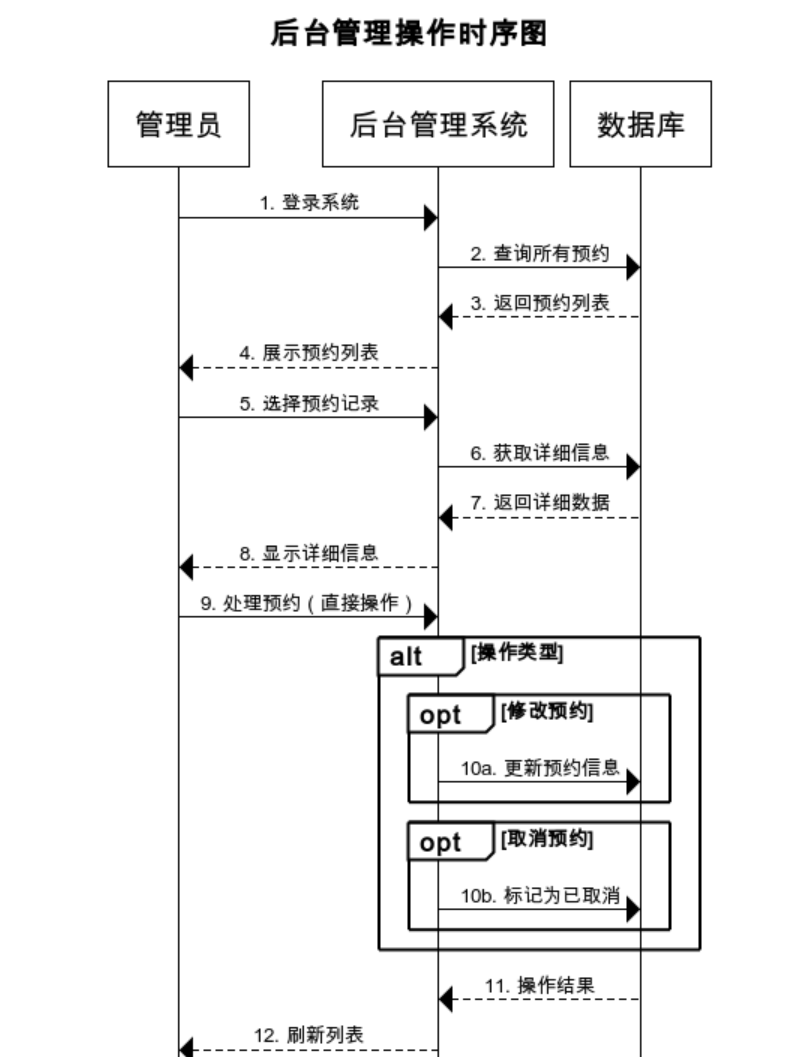 后台管理操作时序图
管理员
后台管理系统
数据库
1. 登录系统
2. 查询所有预约
3. 返回预约列表
4. 展示预约列表
5. 选择预约记录
6. 获取详细信息
7. 返回详细数据
8. 显示详细信息
9. 处理预约（直接操作）
alt [操作类型]
opt [修改预约]
10a. 更新预约信息
opt [取消预约]
10b. 标记为已取消
11. 操作结果
12. 刷新列表